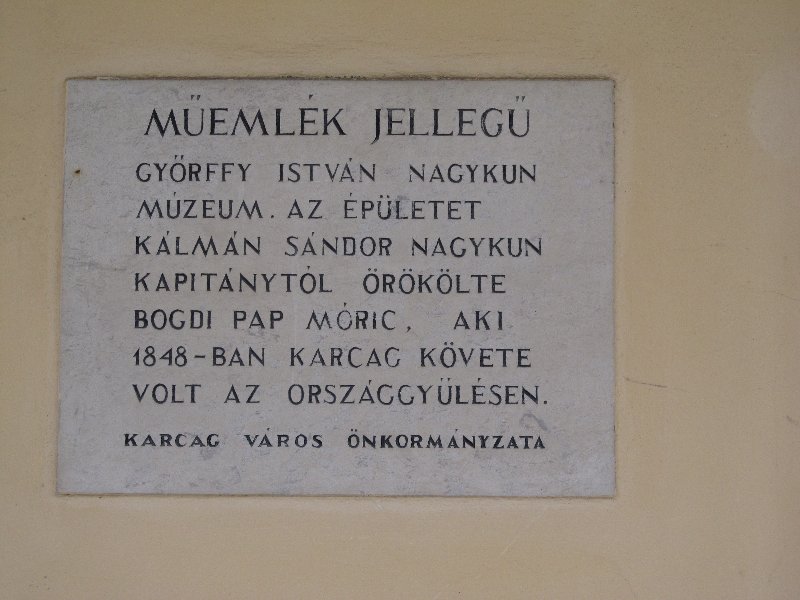 MŰEMLÉK JELLEGŰ
GYŐRFFY ISTVÁN NAGYKUN
MÚZEUM. AZ ÉPÜLETET
KÁLMÁN SÁNDOR NAGYKUN
KAPITÁNYTÓL ÖRÖKÖLTE
BOGDI PAP MÓRIC, AKI
1848-BAN KARCAG KÖVETE
VOLT AZ ORSZÁGGYŰLÉSEN.
KARCAG VÁROS ÖNKORMÁNYZATA